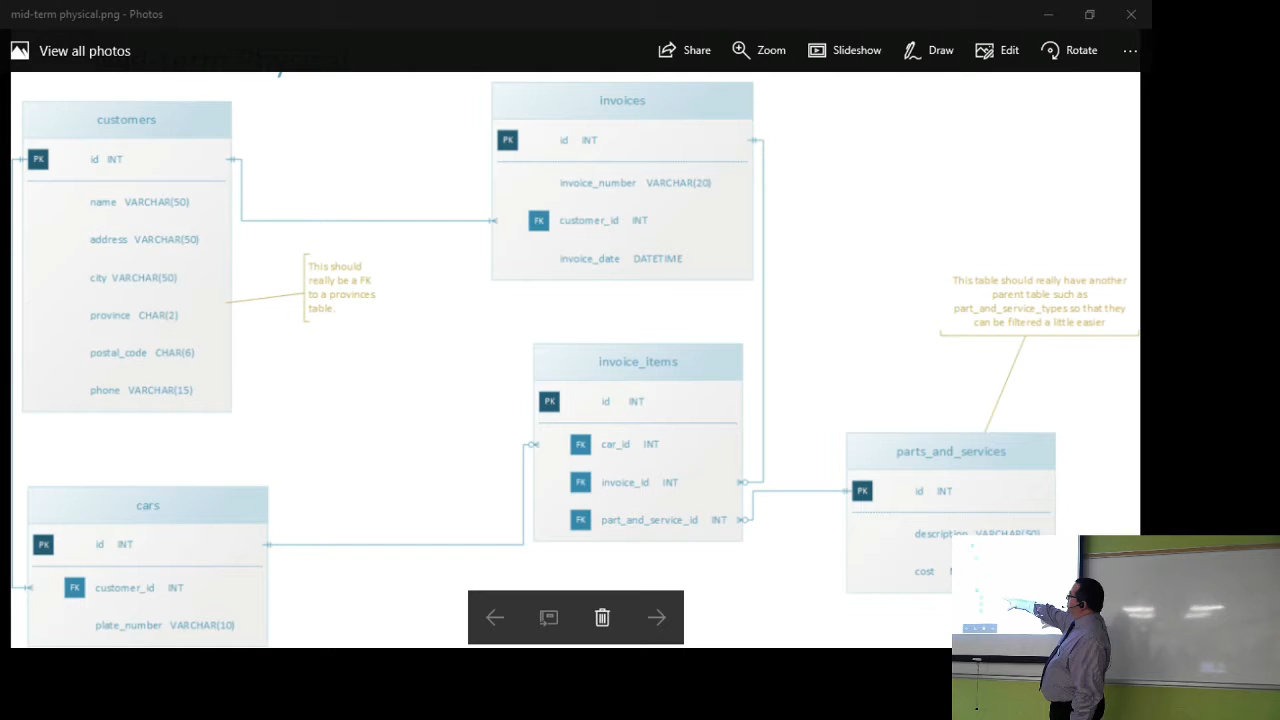 mid-term physical.png - Photos
View all photos
Share
Zoom
Slideshow
Draw
Edit
Rotate
customers
PK id INT
name VARCHAR(50)
address VARCHAR(50)
city VARCHAR(50)
province CHAR(2)
postal_code CHAR(6)
phone VARCHAR(15)
This should
really be a FK
to a provinces
table.
invoices
PK id INT
invoice_number VARCHAR(20)
FK customer_id INT
invoice_date DATETIME
This table should really have another
parent table such as
part_and_service_types so that they
can be filtered a little easier
invoice_items
PK id INT
FK car_id INT
FK invoice_id INT
FK part_and_service_id INT
parts_and_services
PK id INT
description VARCHAR(50)
cost
cars
PK id INT
FK customer_id INT
plate_number VARCHAR(10)